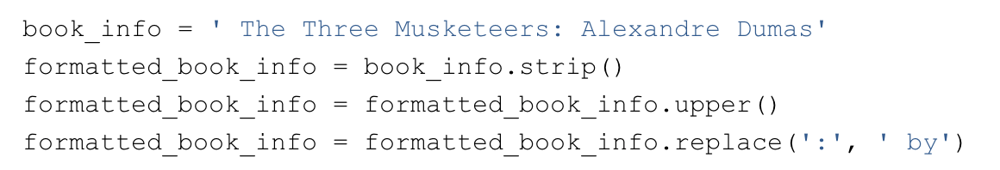 book_info = ' The Three Musketeers: Alexandre Dumas'
formatted_book_info = book_info.strip()
formatted_book_info = formatted_book_info.upper()
formatted_book_info = formatted_book_info.replace(':', ' by')